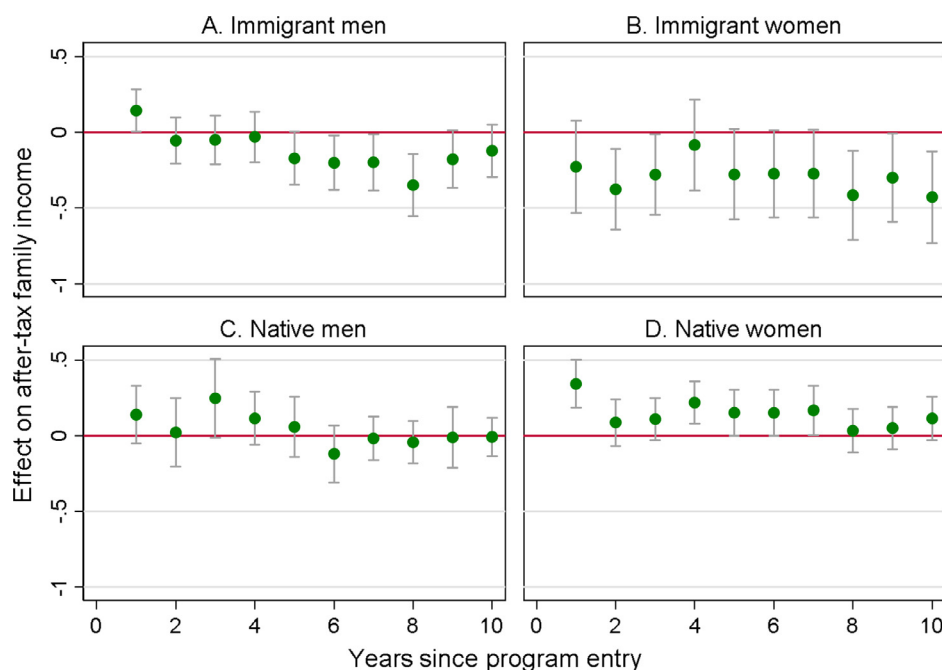 A. Immigrant men
B. Immigrant women
.5
0
-.5
-1
C. Native men
D. Native women
.5
0
-.5
-1
0 2 4 6 8 10
0 2 4 6 8 10
Effect on after-tax family income
Years since program entry